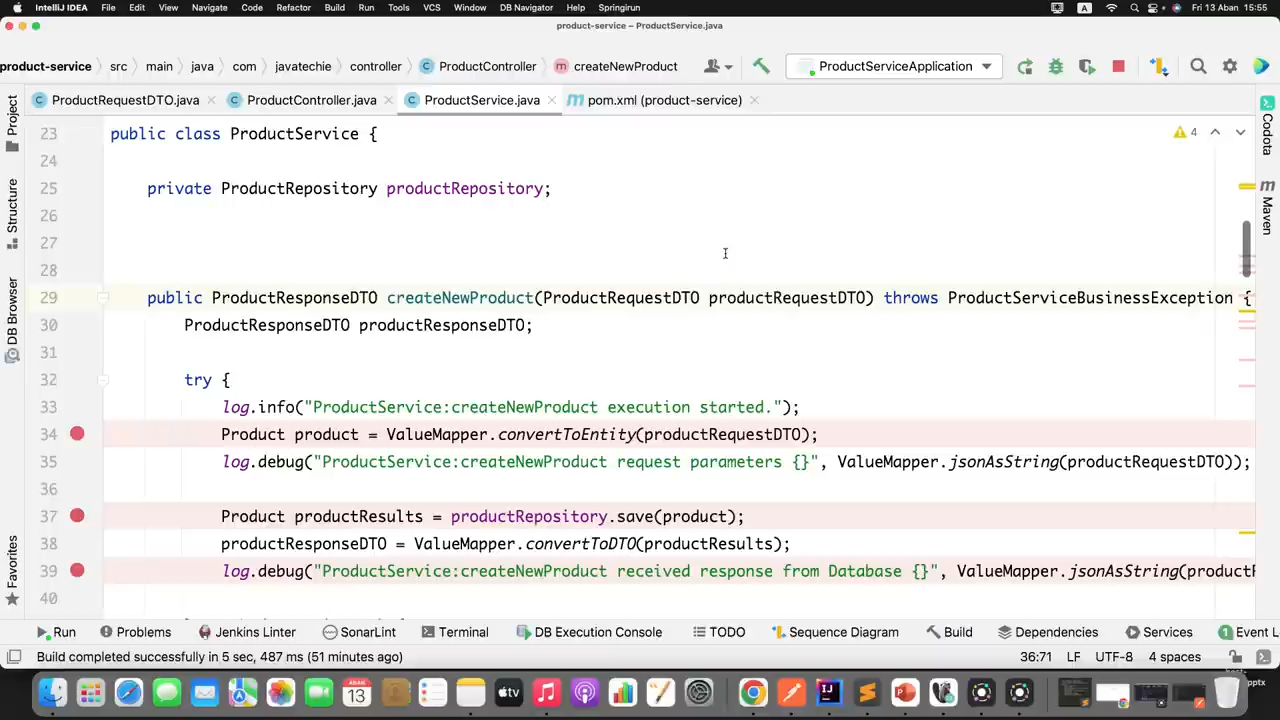 IntelliJ IDEA File Edit View Navigate Code Refactor Build Run Tools VCS Window DB Navigator Help Springirun A Fri 13 Aban 15:55
product-service – ProductService.java
product-service src main java com javatechie controller ProductController createNewProduct ProductServiceApplication
ProductRequestDTO.java ProductController.java ProductService.java pom.xml (product-service)
Project
Structure
DB Browser
Favorites
Codota
Maven
4
23 public class ProductService {
24
25 private ProductRepository productRepository;
26
27
28
29 public ProductResponseDTO createNewProduct(ProductRequestDTO productRequestDTO) throws ProductServiceBusinessException {
30 ProductResponseDTO productResponseDTO;
31
32 try {
33 log.info("ProductService:createNewProduct execution started.");
34 Product product = ValueMapper.convertToEntity(productRequestDTO);
35 log.debug("ProductService:createNewProduct request parameters {}", ValueMapper.jsonAsString(productRequestDTO));
36
37 Product productResults = productRepository.save(product);
38 productResponseDTO = ValueMapper.convertToDTO(productResults);
39 log.debug("ProductService:createNewProduct received response from Database {}", ValueMapper.jsonAsString(product
40
Run Problems Jenkins Linter SonarLint Terminal DB Execution Console TODO Sequence Diagram Build Dependencies Services 1 Event L
Build completed successfully in 5 sec, 487 ms (51 minutes ago) 36:71 LF UTF-8 4 spaces
ABAN
13
tv
pptx